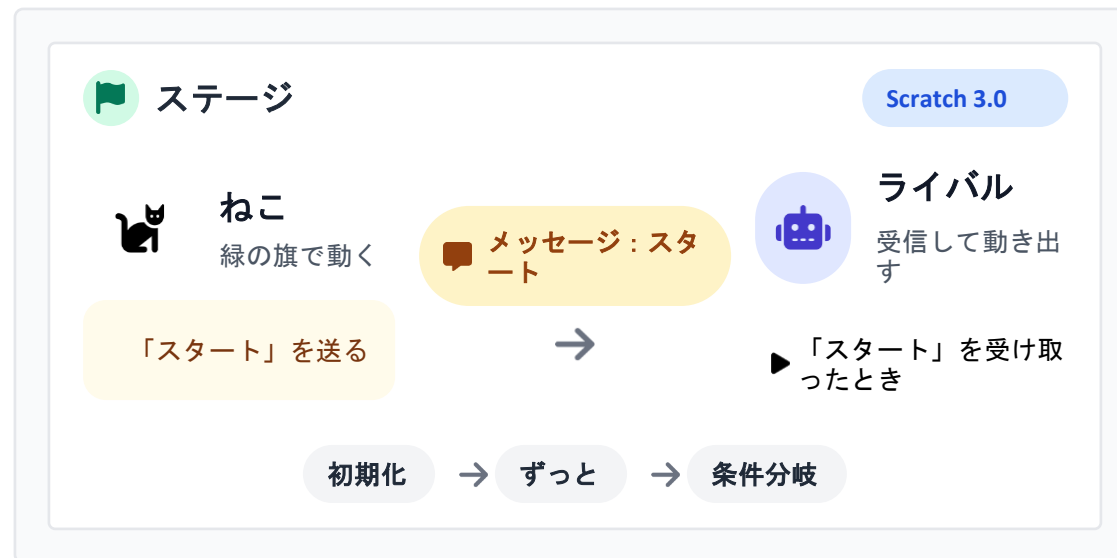 ステージ
Scratch 3.0
ねこ
緑の旗で動く
「スタート」を送る
メッセージ：スタ
ート
ライバル
受信して動き出
す
「スタート」を受け取
ったとき
初期化
ずっと
条件分岐